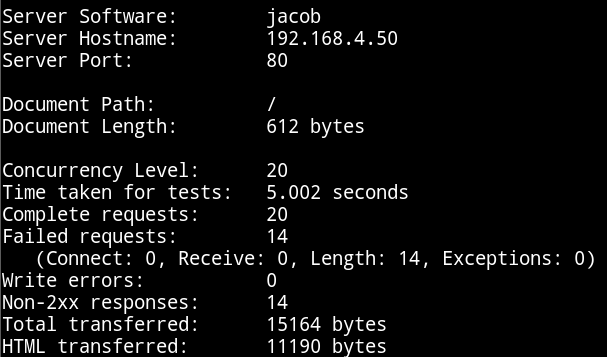 Server Software: jacob
Server Hostname: 192.168.4.50
Server Port: 80
Document Path: /
Document Length: 612 bytes
Concurrency Level: 20
Time taken for tests: 5.002 seconds
Complete requests: 20
Failed requests: 14
(Connect: 0, Receive: 0, Length: 14, Exceptions: 0)
Write errors: 0
Non-2xx responses: 14
Total transferred: 15164 bytes
HTML transferred: 11190 bytes